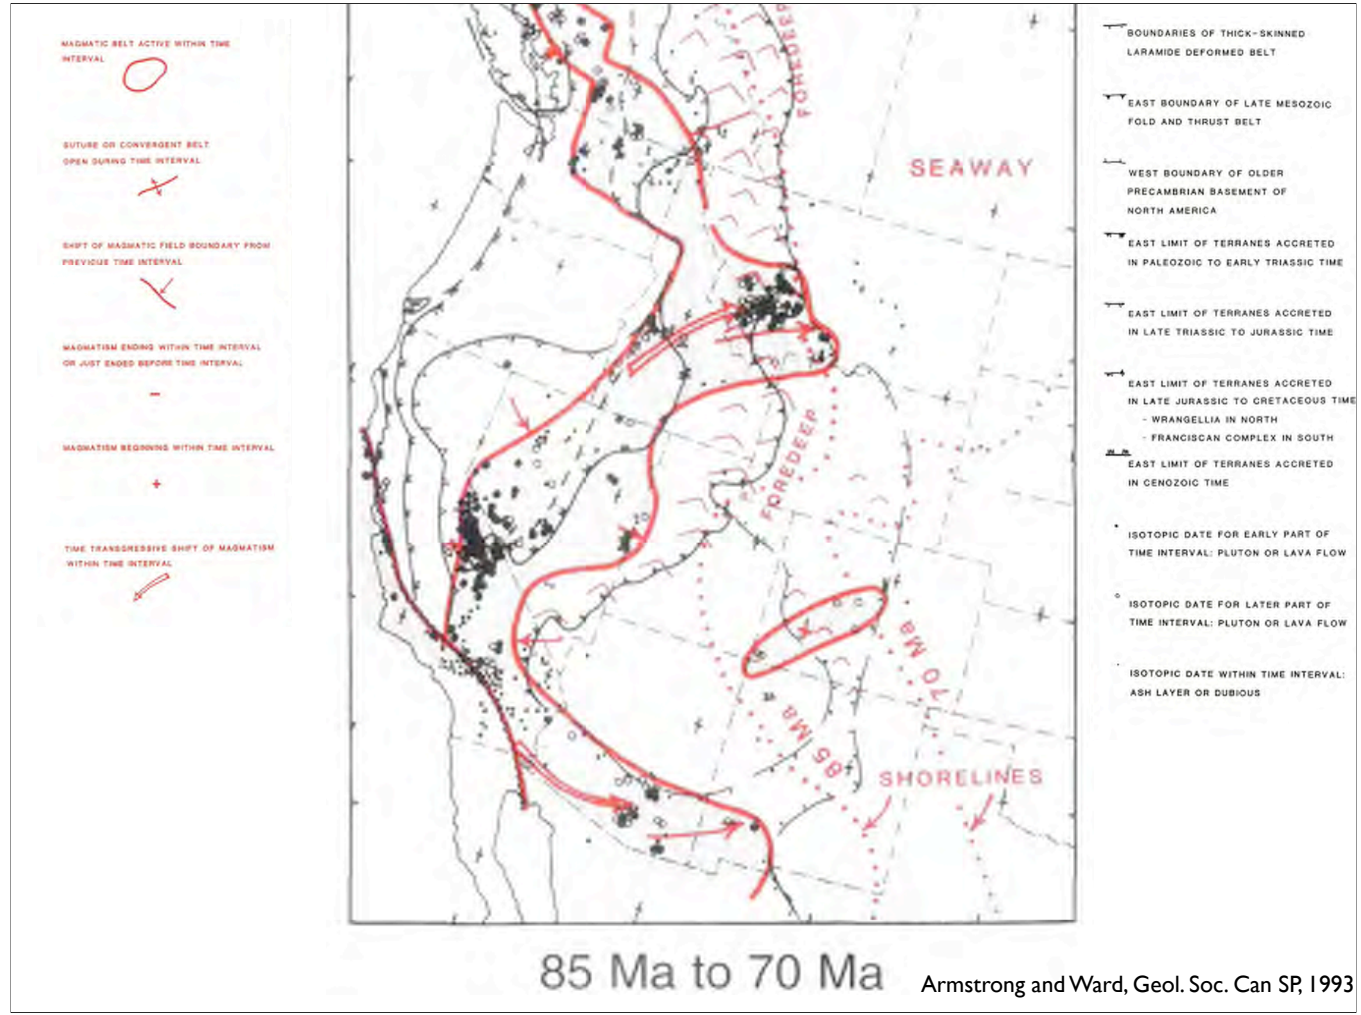 MAGMATIC BELT ACTIVE WITHIN TIME
INTERVAL
SUTURE OR CONVERGENT BELT
OPEN DURING TIME INTERVAL
SHIFT OF MAGMATIC FIELD BOUNDARY FROM
PREVIOUS TIME INTERVAL
MAGMATISM ENDING WITHIN TIME INTERVAL
OR JUST ENDED BEFORE TIME INTERVAL
MAGMATISM BEGINNING WITHIN TIME INTERVAL
TIME TRANSGRESSIVE SHIFT OF MAGMATISM
WITHIN TIME INTERVAL
FOREDEEP
SEAWAY
FOREDEEP
70 Ma
85 Ma
SHORELINES
BOUNDARIES OF THICK-SKINNED
LARAMIDE DEFORMED BELT
EAST BOUNDARY OF LATE MESOZOIC
FOLD AND THRUST BELT
WEST BOUNDARY OF OLDER
PRECAMBRIAN BASEMENT OF
NORTH AMERICA
EAST LIMIT OF TERRANES ACCRETED
IN PALEOZOIC TO EARLY TRIASSIC TIME
EAST LIMIT OF TERRANES ACCRETED
IN LATE TRIASSIC TO JURASSIC TIME
EAST LIMIT OF TERRANES ACCRETED
IN LATE JURASSIC TO CRETACEOUS TIME
- WRANGELLIA IN NORTH
- FRANCISCAN COMPLEX IN SOUTH
EAST LIMIT OF TERRANES ACCRETED
IN CENOZOIC TIME
ISOTOPIC DATE FOR EARLY PART OF
TIME INTERVAL: PLUTON OR LAVA FLOW
ISOTOPIC DATE FOR LATER PART OF
TIME INTERVAL: PLUTON OR LAVA FLOW
ISOTOPIC DATE WITHIN TIME INTERVAL:
ASH LAYER OR DUBIOUS
85 Ma to 70 Ma
Armstrong and Ward, Geol. Soc. Can SP, 1993